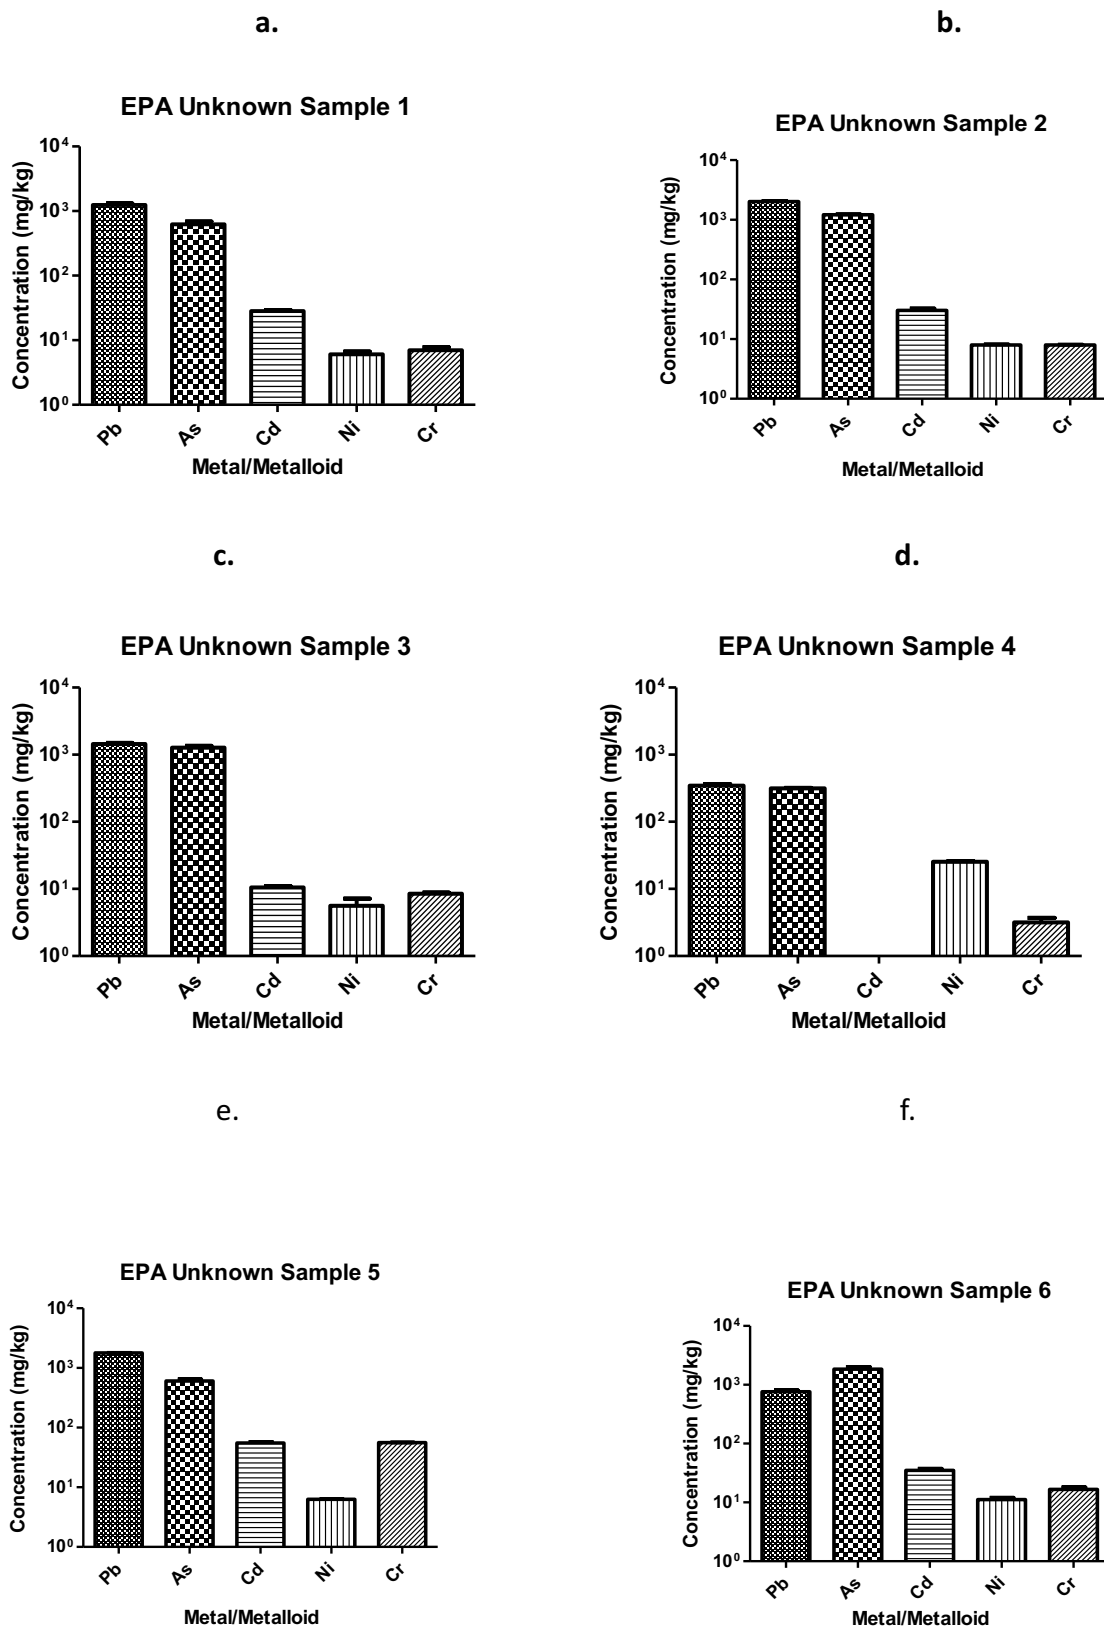 a.
EPA Unknown Sample 1
Concentration (mg/kg)
10⁴
10³
10²
10¹
10⁰
Pb
As
Cd
Ni
Cr
Metal/Metalloid
b.
EPA Unknown Sample 2
Concentration (mg/kg)
10⁴
10³
10²
10¹
10⁰
Pb
As
Cd
Ni
Cr
Metal/Metalloid
c.
EPA Unknown Sample 3
Concentration (mg/kg)
10⁴
10³
10²
10¹
10⁰
Pb
As
Cd
Ni
Cr
Metal/Metalloid
d.
EPA Unknown Sample 4
Concentration (mg/kg)
10⁴
10³
10²
10¹
10⁰
Pb
As
Cd
Ni
Cr
Metal/Metalloid
e.
EPA Unknown Sample 5
Concentration (mg/kg)
10⁴
10³
10²
10¹
10⁰
Pb
As
Cd
Ni
Cr
Metal/Metalloid
f.
EPA Unknown Sample 6
Concentration (mg/kg)
10⁴
10³
10²
10¹
10⁰
Pb
As
Cd
Ni
Cr
Metal/Metalloid